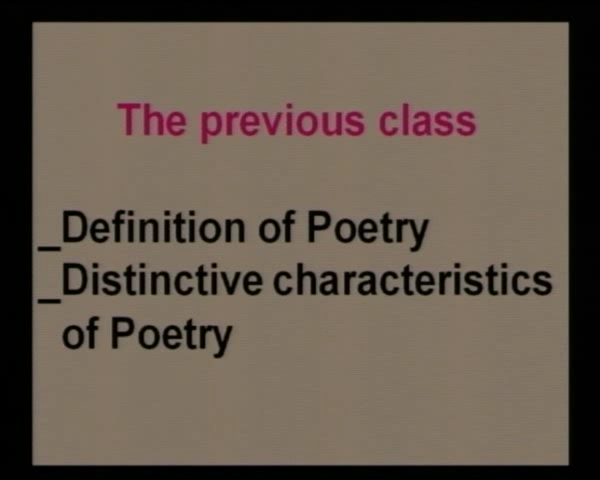 The previous class
_Definition of Poetry
_Distinctive characteristics
of Poetry